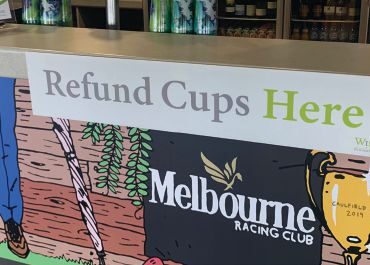 Refund Cups Here
Melbourne
RACING CLUB
CAULFIELD
2019